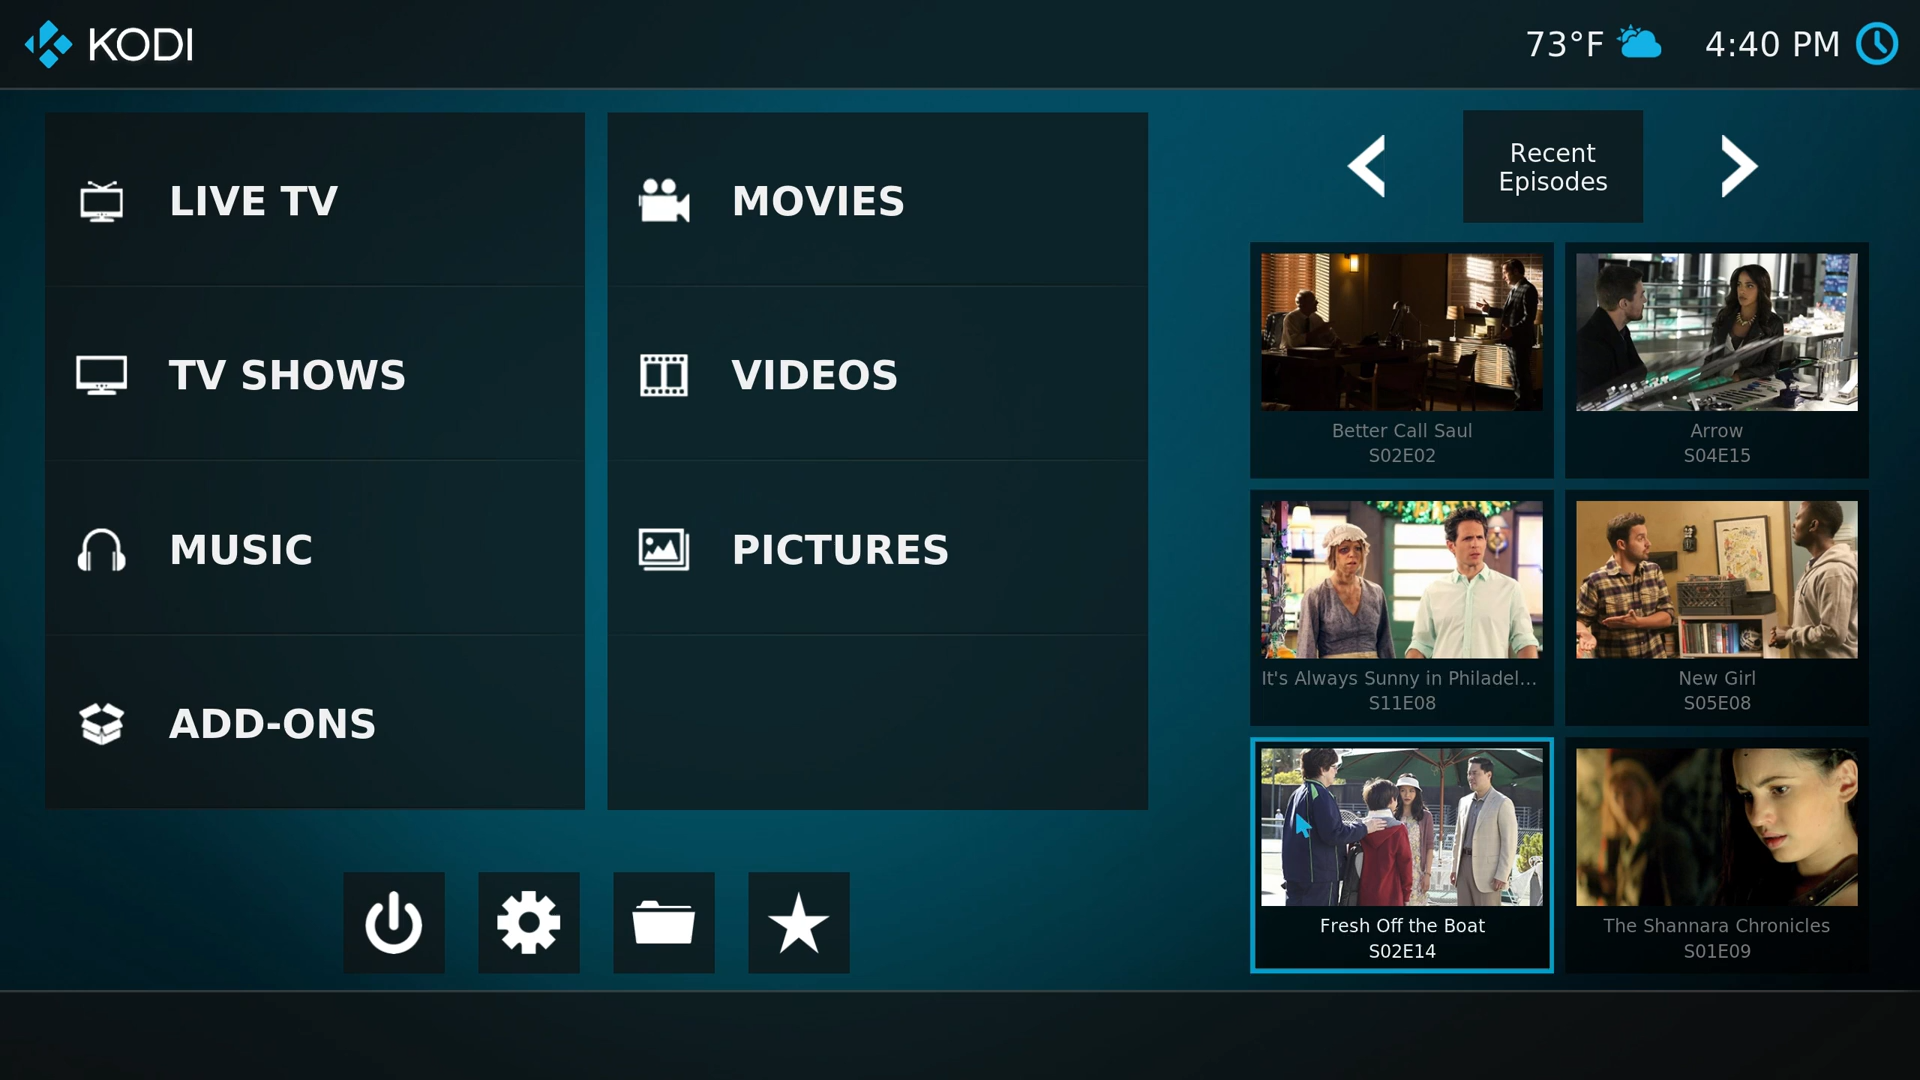 KODI
73°F
4:40 PM
LIVE TV
TV SHOWS
MUSIC
ADD-ONS
MOVIES
VIDEOS
PICTURES
Recent
Episodes
Better Call Saul
S02E02
Arrow
S04E15
It's Always Sunny in Philadel...
S11E08
New Girl
S05E08
Fresh Off the Boat
S02E14
The Shannara Chronicles
S01E09